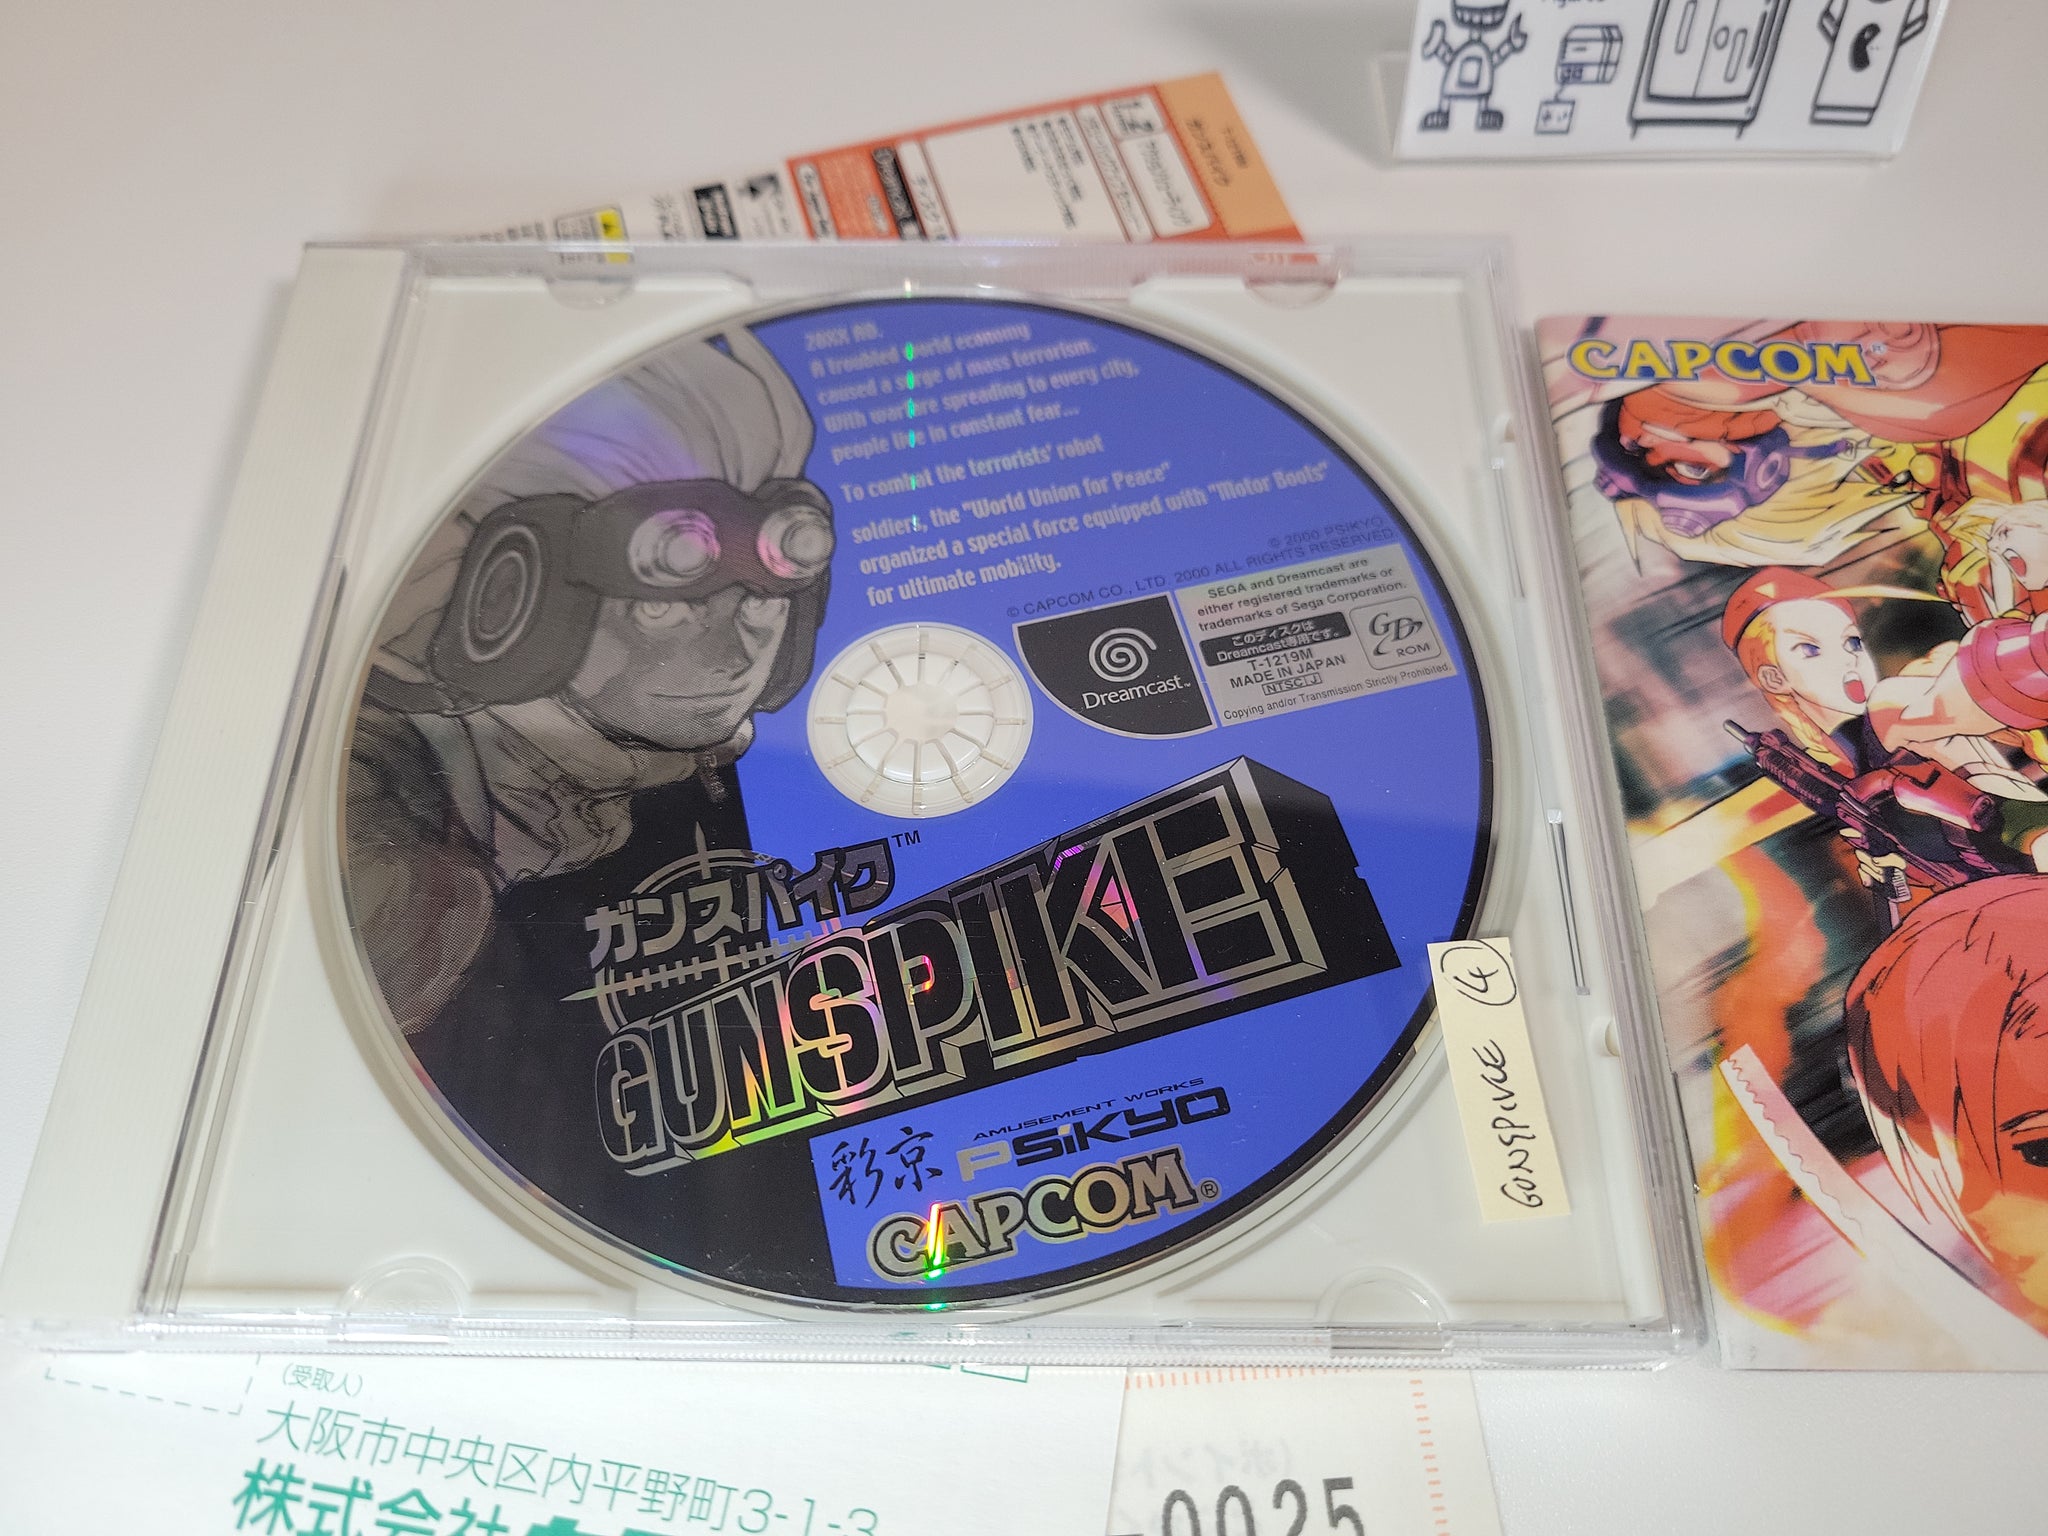 CAPCOM®
20XX AD.
A troubled world economy
caused a surge of mass terrorism.
With warfare spreading to every city,
people live in constant fear...
To combat the terrorists' robot
soldiers, the "World Union for Peace"
organized a special force equipped with "Motor Boots"
for ultimate mobility.
© 2000 PSIKYO
© CAPCOM CO., LTD. 2000 ALL RIGHTS RESERVED.
SEGA and Dreamcast are
either registered trademarks or
trademarks of Sega Corporation.
このディスクは
Dreamcast専用です。
T-1219M
MADE IN JAPAN
NTSC J
Copying and/or Transmission Strictly Prohibited.
GD
ROM
Dreamcast™
ガンスパイク™
GUNSPIKE
彩京
AMUSEMENT WORKS
PSIKYO
CAPCOM®
GUNSPIKE ④
(受取人)
大阪市中央区内平野町3-1-3
株式会社
0025